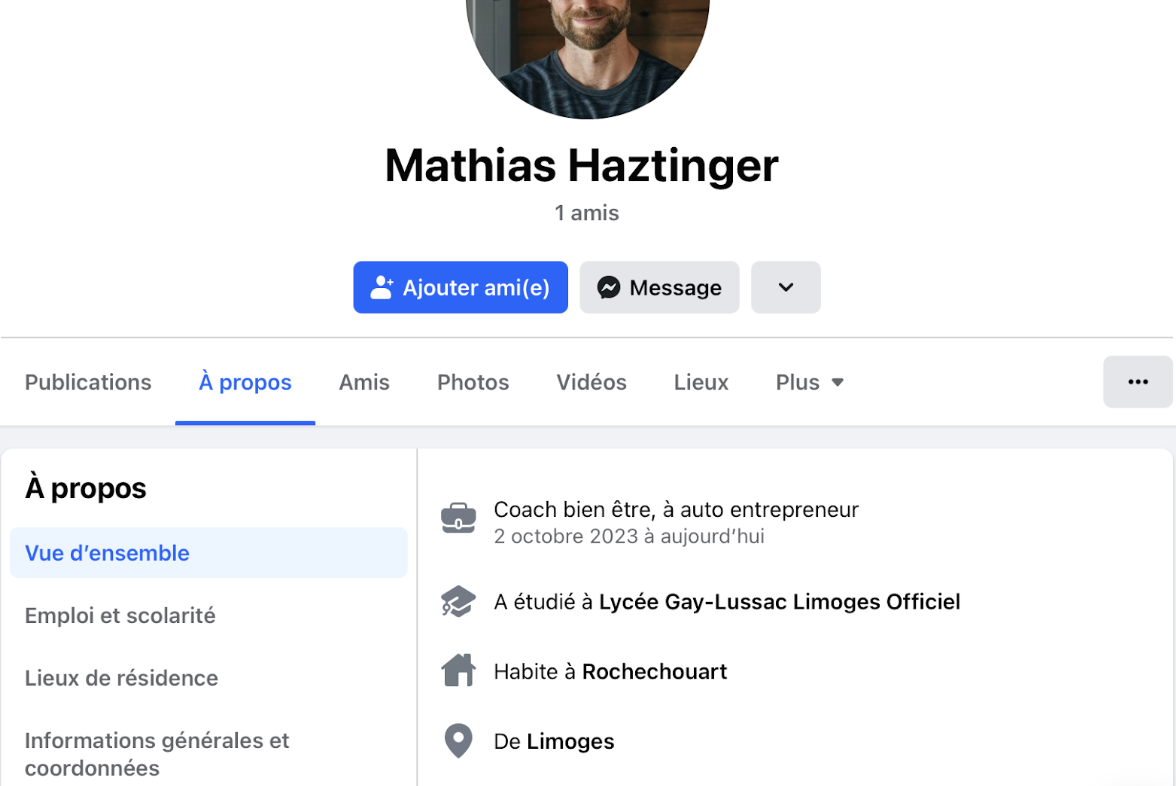 Mathias Haztinger
1 amis
Ajouter ami(e)
Message
Publications
À propos
Amis
Photos
Vidéos
Lieux
Plus
À propos
Vue d’ensemble
Emploi et scolarité
Lieux de résidence
Informations générales et
coordonnées
Coach bien être, à auto entrepreneur
2 octobre 2023 à aujourd’hui
A étudié à Lycée Gay-Lussac Limoges Officiel
Habite à Rochechouart
De Limoges